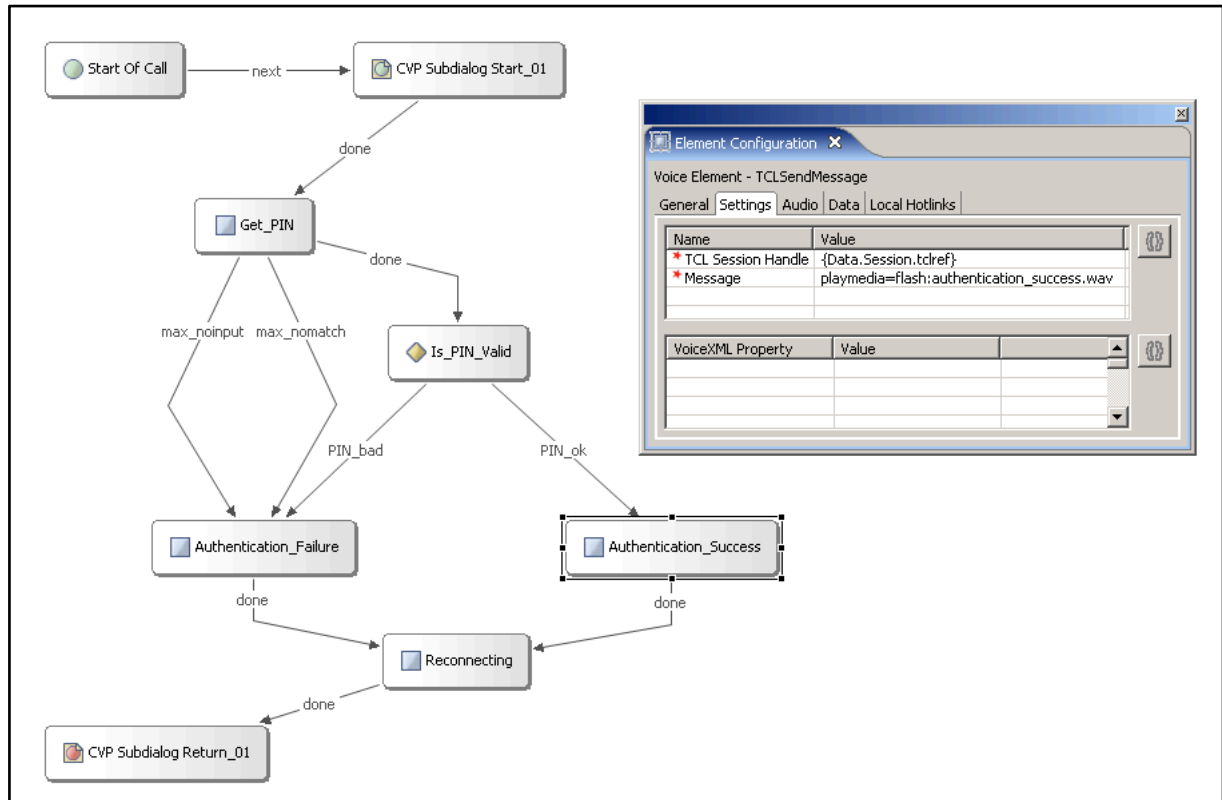 Start Of Call
next
CVP Subdialog Start_01
done
Get_PIN
done
max_noinput
max_nomatch
Is_PIN_Valid
PIN_bad
PIN_ok
Authentication_Failure
Authentication_Success
done
done
Reconnecting
done
CVP Subdialog Return_01
Element Configuration
Voice Element - TCLSendMessage
General Settings Audio Data Local Hotlinks
Name Value
*TCL Session Handle {Data.Session.tclref}
*Message playmedia=flash:authentication_success.wav
VoiceXML Property Value